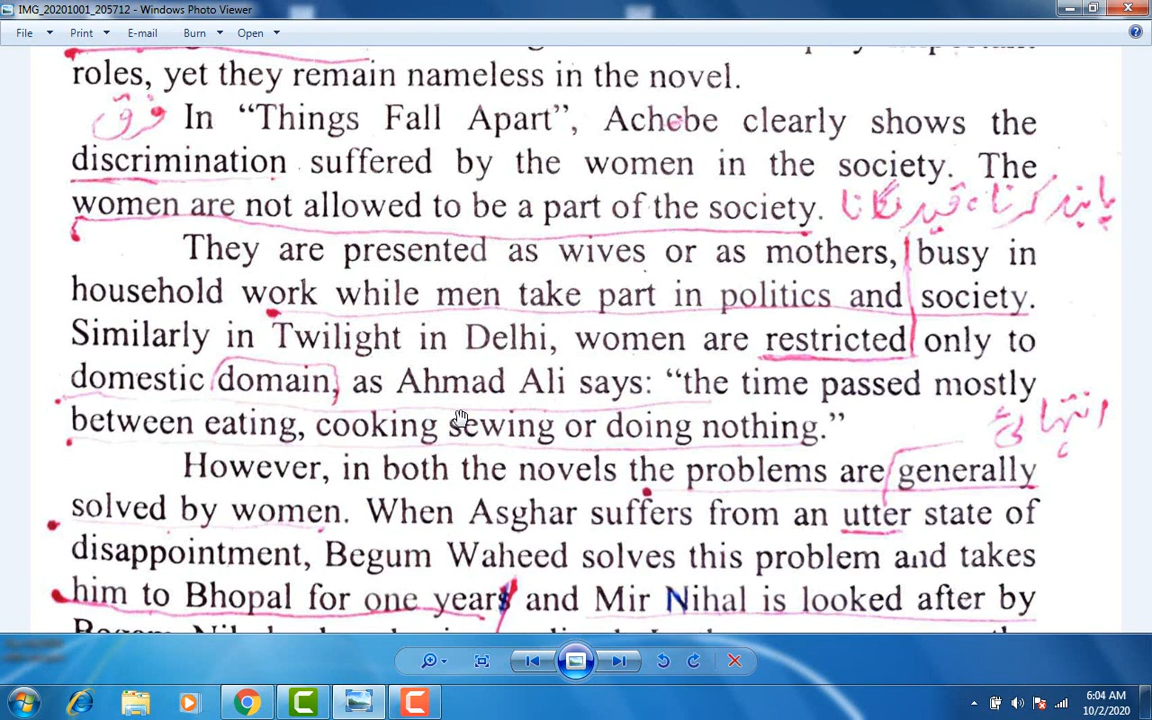 IMG_20201001_205712 - Windows Photo Viewer
File Print E-mail Burn Open
roles, yet they remain nameless in the novel.
فرق
In “Things Fall Apart”, Achebe clearly shows the
discrimination suffered by the women in the society. The
women are not allowed to be a part of the society.
پابند کرنا، قید لگانا
They are presented as wives or as mothers, busy in
household work while men take part in politics and society.
Similarly in Twilight in Delhi, women are restricted only to
domestic domain, as Ahmad Ali says: “the time passed mostly
between eating, cooking sewing or doing nothing.”
انتہائی
However, in both the novels the problems are generally
solved by women. When Asghar suffers from an utter state of
disappointment, Begum Waheed solves this problem and takes
him to Bhopal for one years and Mir Nihal is looked after by
6:04 AM
10/2/2020